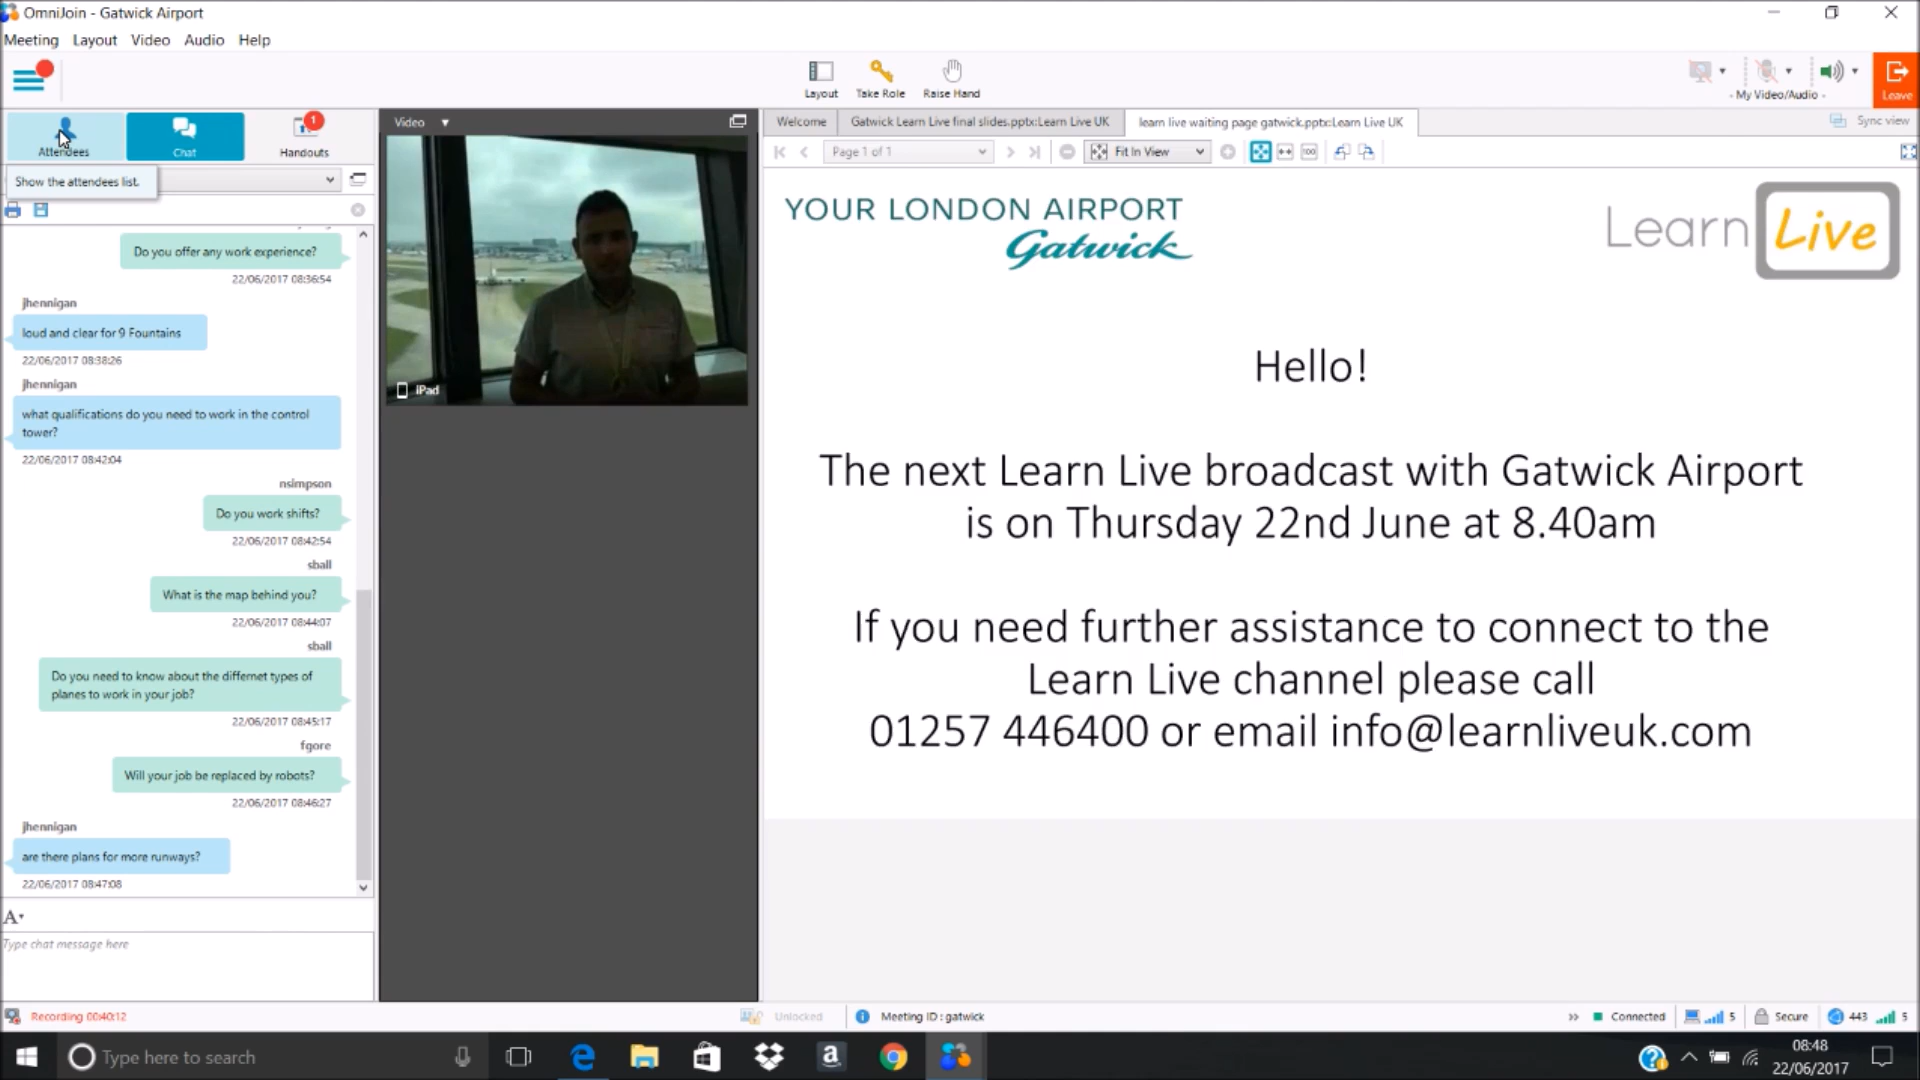 OmniJoin - Gatwick Airport
Meeting Layout Video Audio Help
Layout
Take Role
Raise Hand
- My Video/Audio -
Leave
Attendees
Chat
1
Handouts
Show the attendees list.
Video
Welcome
Gatwick Learn Live final slides.pptx:Learn Live UK
learn live waiting page gatwick.pptx:Learn Live UK
Sync view
Page 1 of 1
Fit In View
100
Do you offer any work experience?
22/06/2017 08:36:54
jhennigan
loud and clear for 9 Fountains
22/06/2017 08:38:26
jhennigan
what qualifications do you need to work in the control
tower?
22/06/2017 08:42:04
nsimpson
Do you work shifts?
22/06/2017 08:42:54
sball
What is the map behind you?
22/06/2017 08:44:07
sball
Do you need to know about the differnet types of
planes to work in your job?
22/06/2017 08:45:17
fgore
Will your job be replaced by robots?
22/06/2017 08:46:27
jhennigan
are there plans for more runways?
22/06/2017 08:47:08
A
Type chat message here
iPad
YOUR LONDON AIRPORT
Gatwick
Learn Live
Hello!
The next Learn Live broadcast with Gatwick Airport
is on Thursday 22nd June at 8.40am
If you need further assistance to connect to the
Learn Live channel please call
01257 446400 or email info@learnliveuk.com
Recording 00:40:12
Unlocked
Meeting ID : gatwick
Connected
5
Secure
443
5
Type here to search
08:48
22/06/2017